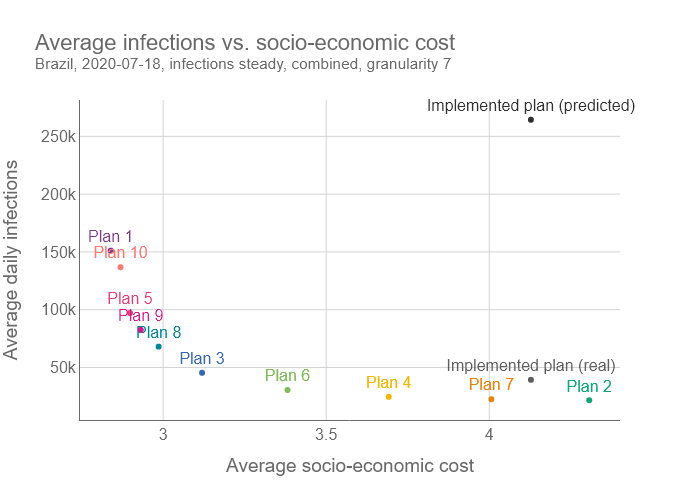 Average infections vs. socio-economic cost
Brazil, 2020-07-18, infections steady, combined, granularity 7
Implemented plan (predicted)
250k
200k
Plan 1
150k
Plan 10
Plan 5
100k
Plan 9
Plan 8
Plan 3
50k
Implemented plan (real)
Plan 6
Plan 4
Plan 7
Plan 2
3
3.5
4
Average daily infections
Average socio-economic cost